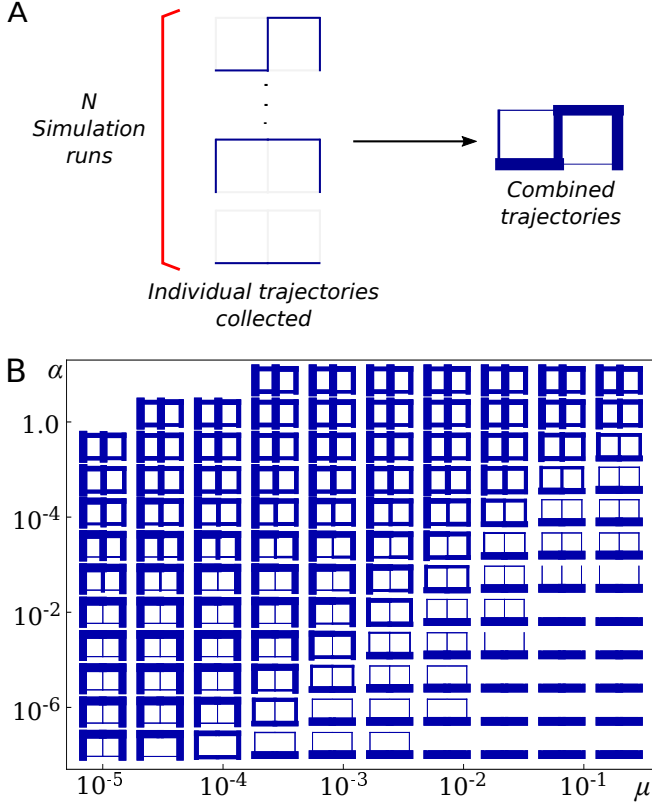 A
N
Simulation
runs
Individual trajectories
collected
Combined
trajectories
B
α
1.0
10⁻⁴
10⁻²
10⁻⁶
10⁻⁵
10⁻⁴
10⁻³
10⁻²
10⁻¹
μ